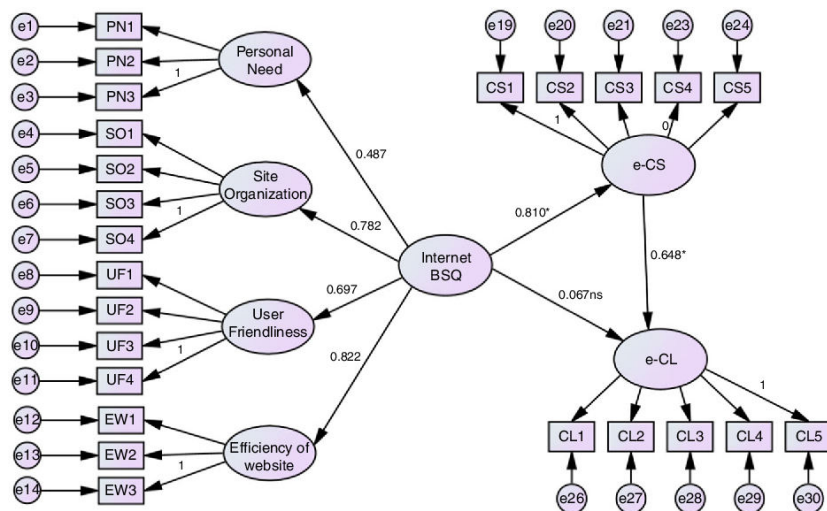 e1 PN1
e2 PN2
e3 PN3
1
Personal
Need
e4 SO1
e5 SO2
e6 SO3
e7 SO4
1
Site
Organization
e8 UF1
e9 UF2
e10 UF3
e11 UF4
1
User
Friendliness
e12 EW1
e13 EW2
e14 EW3
1
Efficiency of
website
0.487
0.782
0.697
0.822
Internet
BSQ
0.810*
0.067ns
e19 e20 e21 e23 e24
CS1 CS2 CS3 CS4 CS5
1 0
e-CS
0.648*
e-CL
1
CL1 CL2 CL3 CL4 CL5
e26 e27 e28 e29 e30